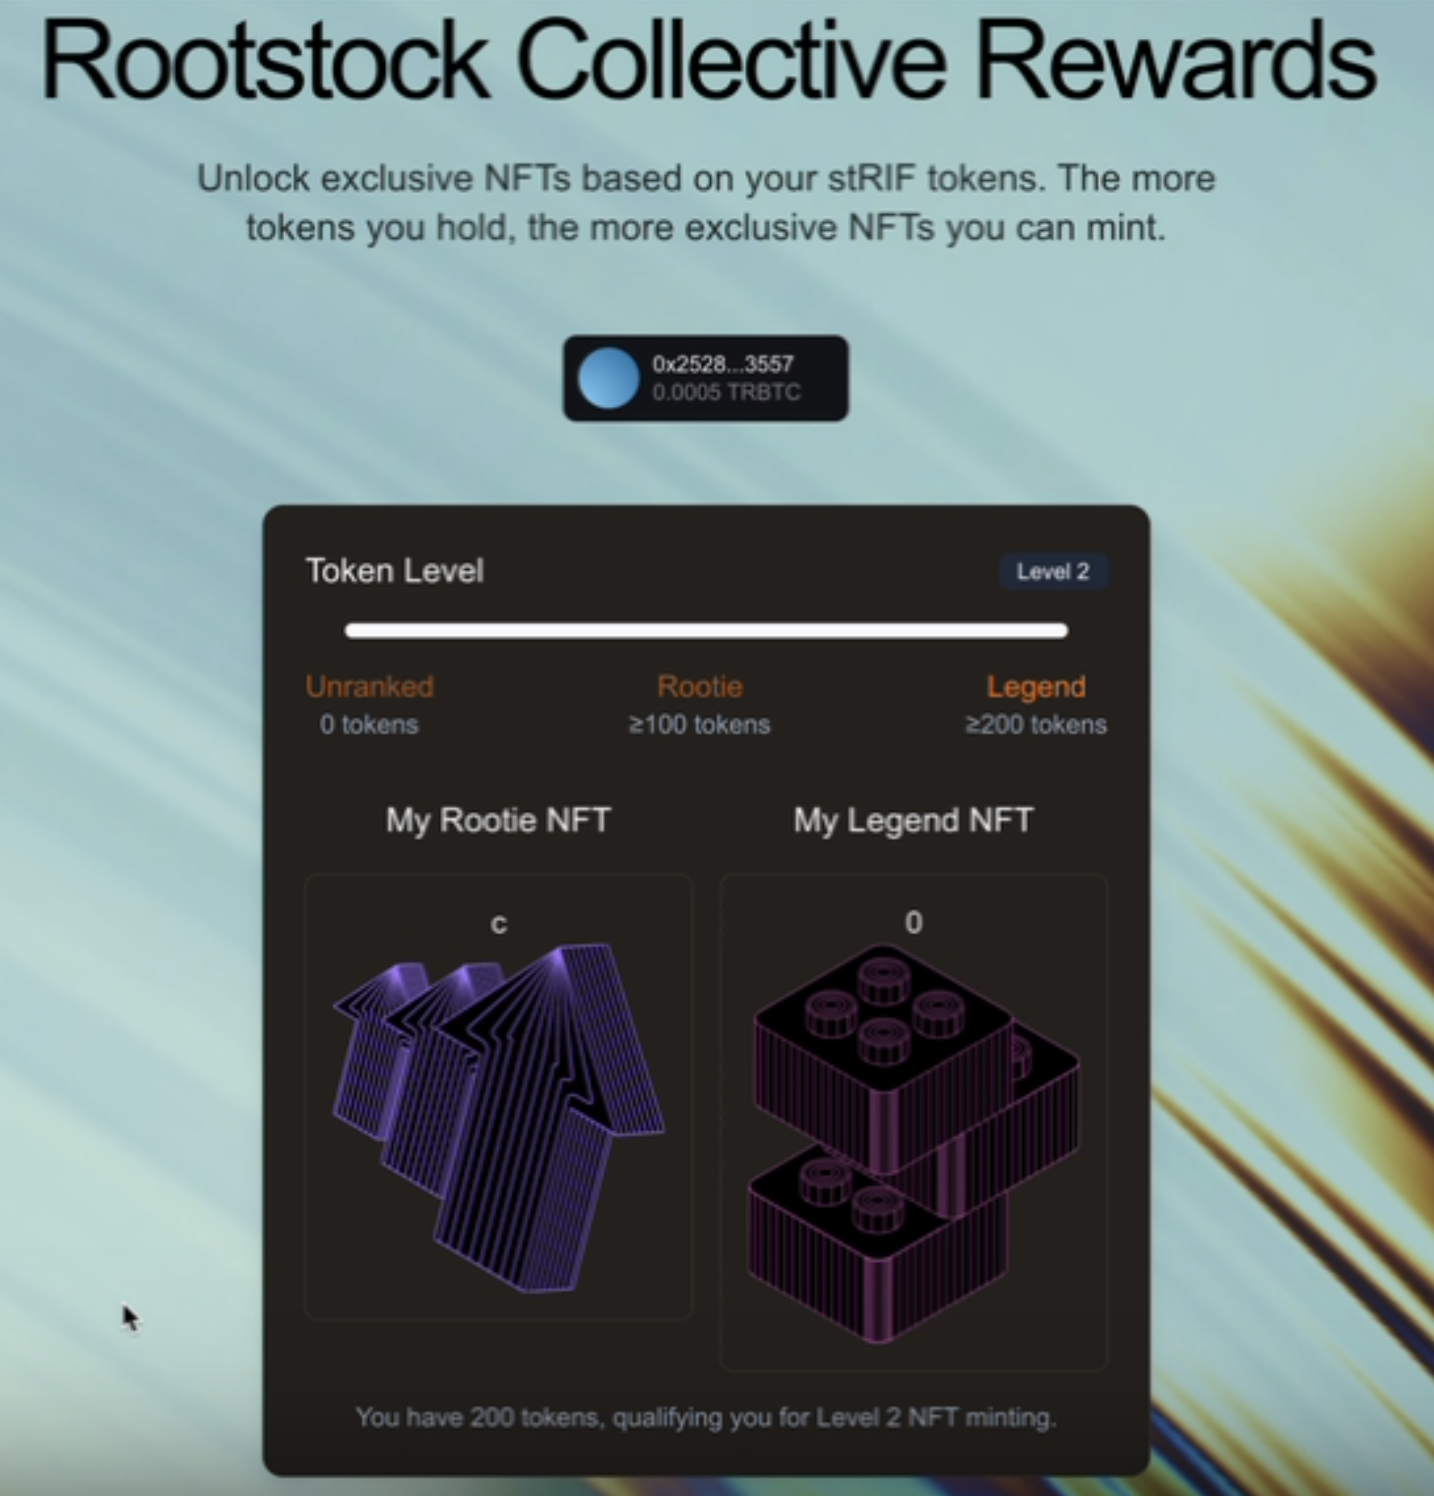 Rootstock Collective Rewards
Unlock exclusive NFTs based on your stRIF tokens. The more
tokens you hold, the more exclusive NFTs you can mint.
0x2528...3557
0.0005 TRBTC
Token Level
Level 2
Unranked
Rootie
Legend
0 tokens
≥100 tokens
≥200 tokens
My Rootie NFT
My Legend NFT
c
0
You have 200 tokens, qualifying you for Level 2 NFT minting.